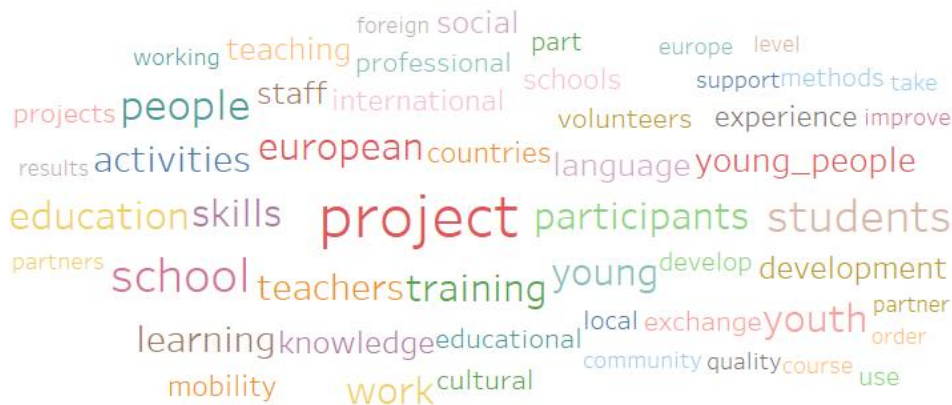 foreign social
working teaching professional part europe level
projects people staff international schools support methods take
volunteers experience improve
results activities european countries language young_people
education skills project participants students
partners school teachers training young develop development
learning knowledge educational local exchange youth partner
community quality course order
mobility work cultural use